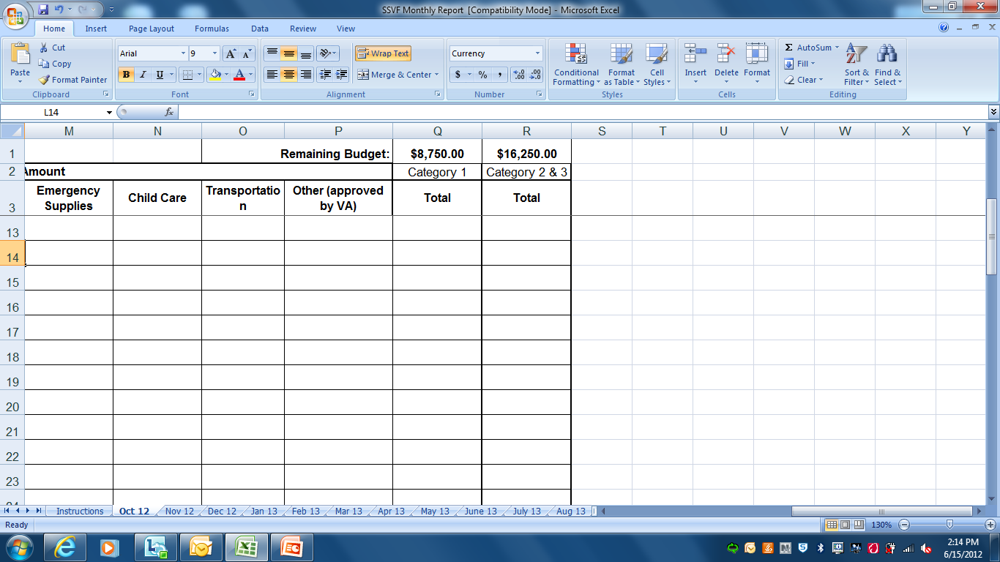 SSVF Monthly Report [Compatibility Mode] - Microsoft Excel
Home Insert Page Layout Formulas Data Review View
Cut Arial 9 Wrap Text Currency Σ AutoSum
Copy Fill
Paste Format Painter B I U A Merge & Center $ % , .00 Conditional Formatting Format as Table Cell Styles Insert Delete Format Clear Sort & Filter Find & Select
Clipboard Font Alignment Number Styles Cells Editing
L14 fx
M N O P Q R S T U V W X Y
1 Remaining Budget: $8,750.00 $16,250.00
2 Amount Category 1 Category 2 & 3
Emergency Transportatio Other (approved
3 Supplies Child Care n by VA) Total Total
13
14
15
16
17
18
19
20
21
22
23
24
Instructions Oct 12 Nov 12 Dec 12 Jan 13 Feb 13 Mar 13 Apr 13 May 13 June 13 July 13 Aug 13
Ready 130%
2:14 PM
6/15/2012